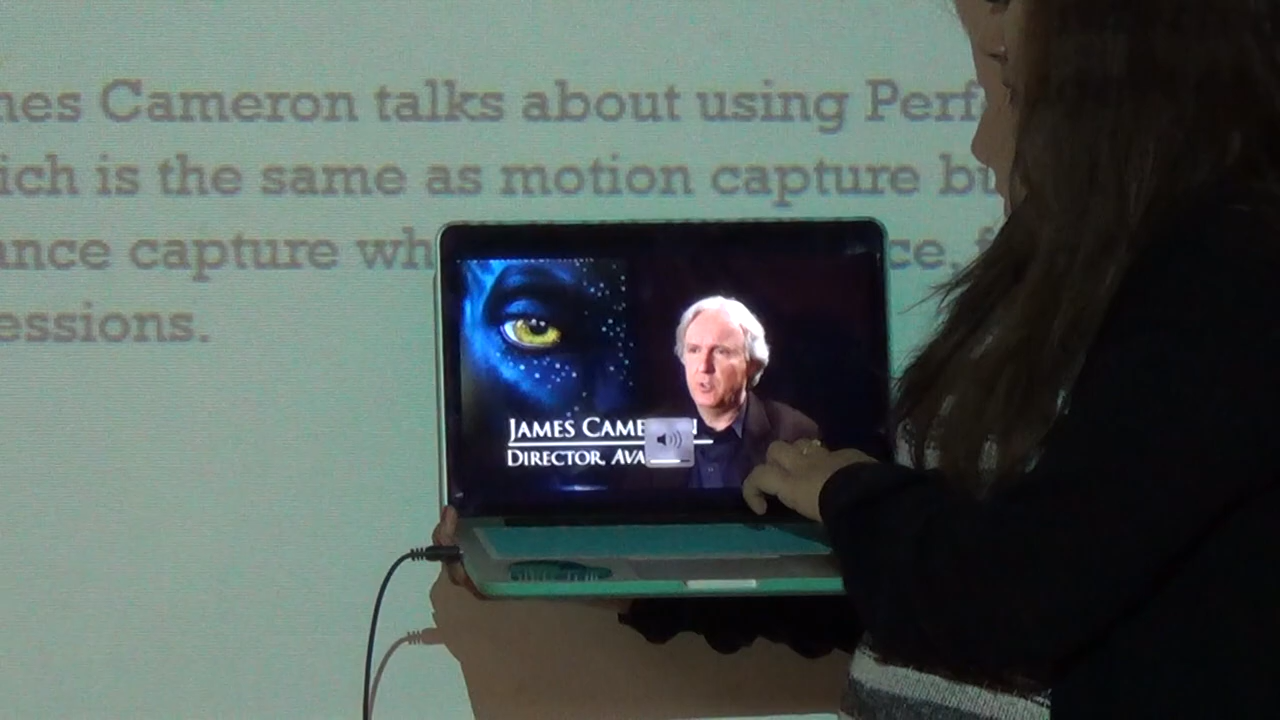 mes Cameron talks about using Perf
ich is the same as motion capture bu
ance capture wh ce, f
essions.
JAMES CAME N
DIRECTOR, AVA